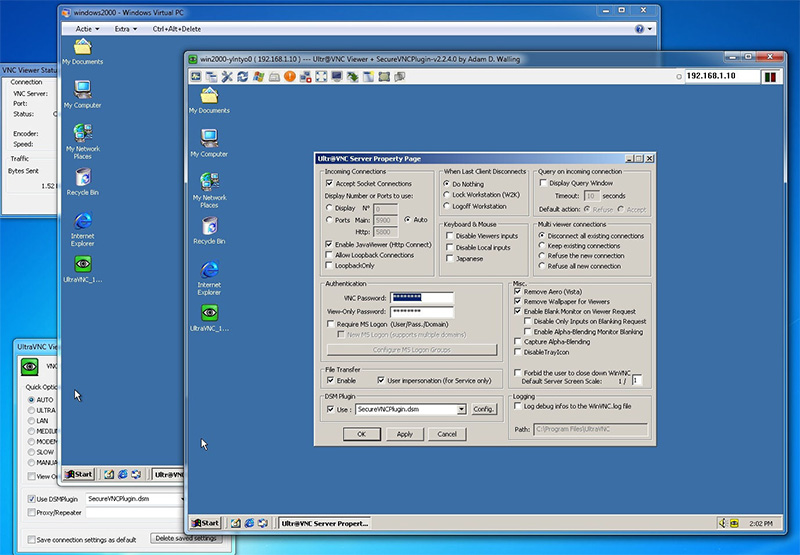 windows2000 - Windows Virtual PC
Actie
Extra
Ctrl+Alt+Delete
My Documents
My Computer
My Network Places
Recycle Bin
Internet Explorer
UltraVNC_1...
Start
Ultr@VN
VNC Viewer Status
Connection
VNC Server:
Port:
Status:
Encoder:
Speed:
Traffic
Bytes Sent
1.52
UltraVNC Vie
VNC
Quick Optio
AUTO
ULTRA
LAN
MEDIU
MODEM
SLOW
MANUA
View On
Use DSMPlugin
SecureVNCPlugin.dsm
Proxy/Repeater
Save connection settings as default
Delete saved settings
win2000-ylntyo0 ( 192.168.1.10 ) --- Ultr@VNC Viewer + SecureVNCPlugin-v2.2.4.0 by Adam D. Walling
192.168.1.10
My Documents
My Computer
My Network Places
Recycle Bin
Internet Explorer
UltraVNC_1...
Ultr@VNC Server Property Page
Incoming Connections
Accept Socket Connections
Display Number or Ports to use:
Display N° 0
Ports Main: 5900 Auto
Http: 5800
Enable JavaViewer (Http Connect)
Allow Loopback Connections
LoopbackOnly
When Last Client Disconnects
Do Nothing
Lock Workstation (W2K)
Logoff Workstation
Keyboard & Mouse
Disable Viewers inputs
Disable Local inputs
Japanese
Query on incoming connection
Display Query Window
Timeout: 10 seconds
Default action: Refuse Accept
Multi viewer connections
Disconnect all existing connections
Keep existing connections
Refuse the new connection
Refuse all new connection
Authentication
VNC Password: ********
View-Only Password: ********
Require MS Logon (User/Pass./Domain)
New MS Logon (supports multiple domains)
Configure MS Logon Groups
Misc.
Remove Aero (Vista)
Remove Wallpaper for Viewers
Enable Blank Monitor on Viewer Request
Disable Only Inputs on Blanking Request
Enable Alpha-Blending Monitor Blanking
Capture Alpha-Blending
DisableTrayIcon
Forbid the user to close down WinVNC
Default Server Screen Scale: 1 / 1
File Transfer
Enable
User impersonation (for Service only)
DSM Plugin
Use : SecureVNCPlugin.dsm
Config.
Logging
Log debug infos to the WinVNC.log file
Path: C:\Program Files\UltraVNC
OK
Apply
Cancel
Start
Ultr@VNC Server Propert...
2:02 PM